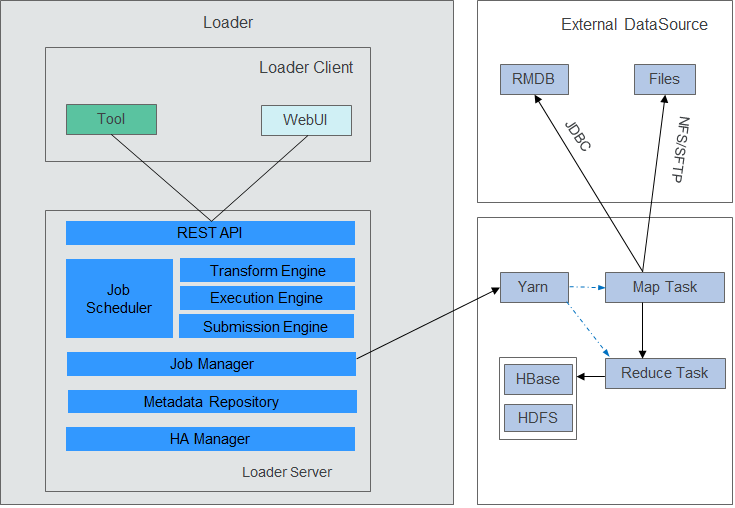 Loader
Loader Client
Tool
WebUI
REST API
Job
Scheduler
Transform Engine
Execution Engine
Submission Engine
Job Manager
Metadata Repository
HA Manager
Loader Server
External DataSource
RMDB
Files
JDBC
NFS/SFTP
Yarn
Map Task
Reduce Task
HBase
HDFS